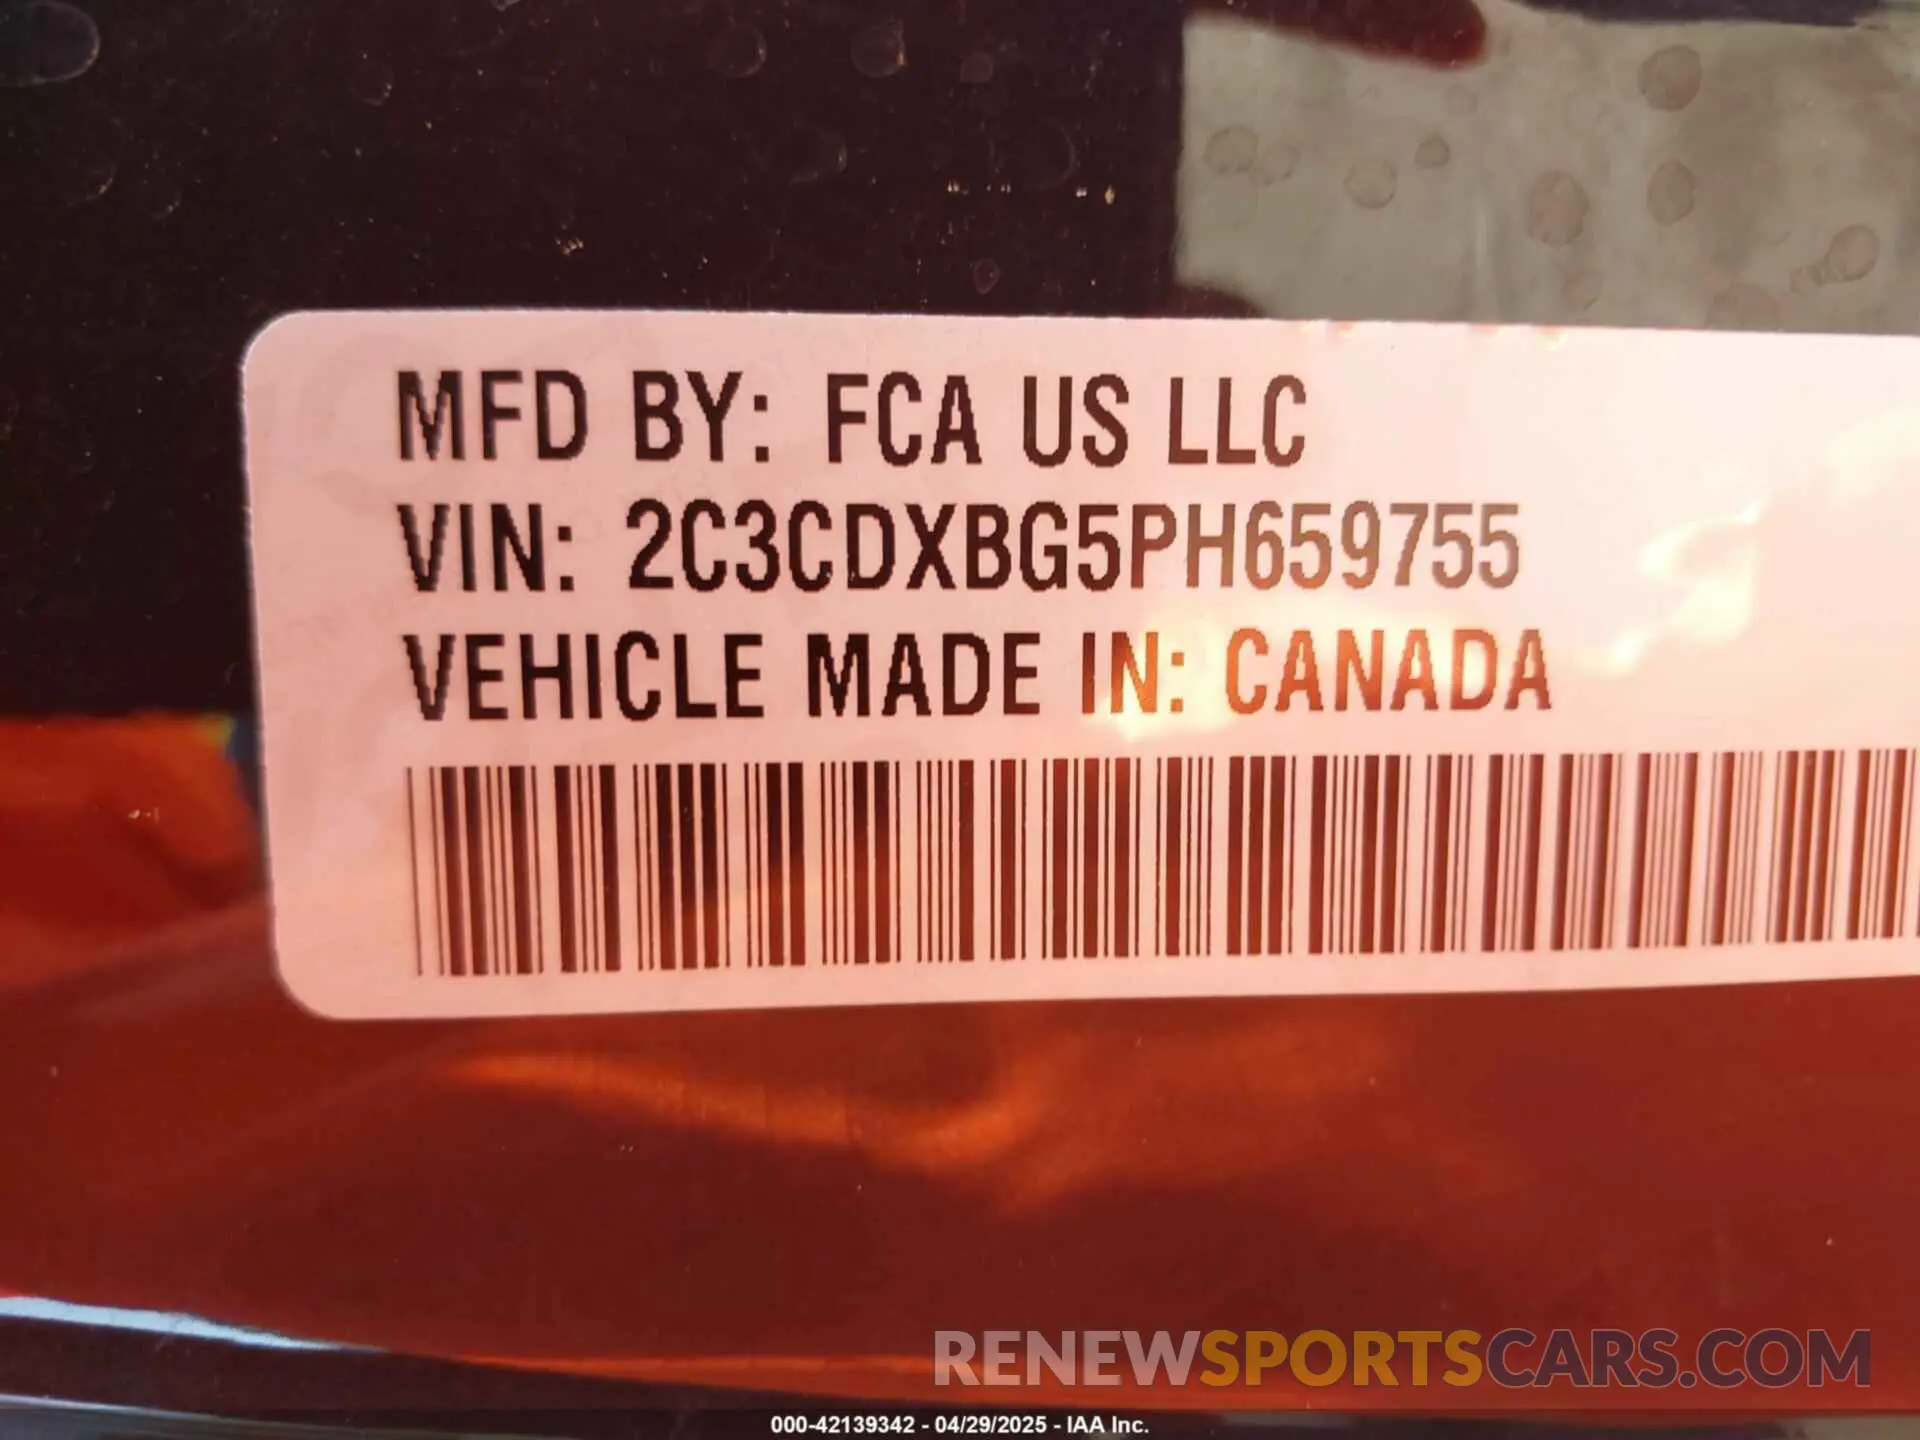 MFD BY: FCA US LLC
VIN: 2C3CDXBG5PH659755
VEHICLE MADE IN: CANADA
RENEWSPORTSCARS.COM
000-42139342 - 04/29/2025 - IAA Inc.